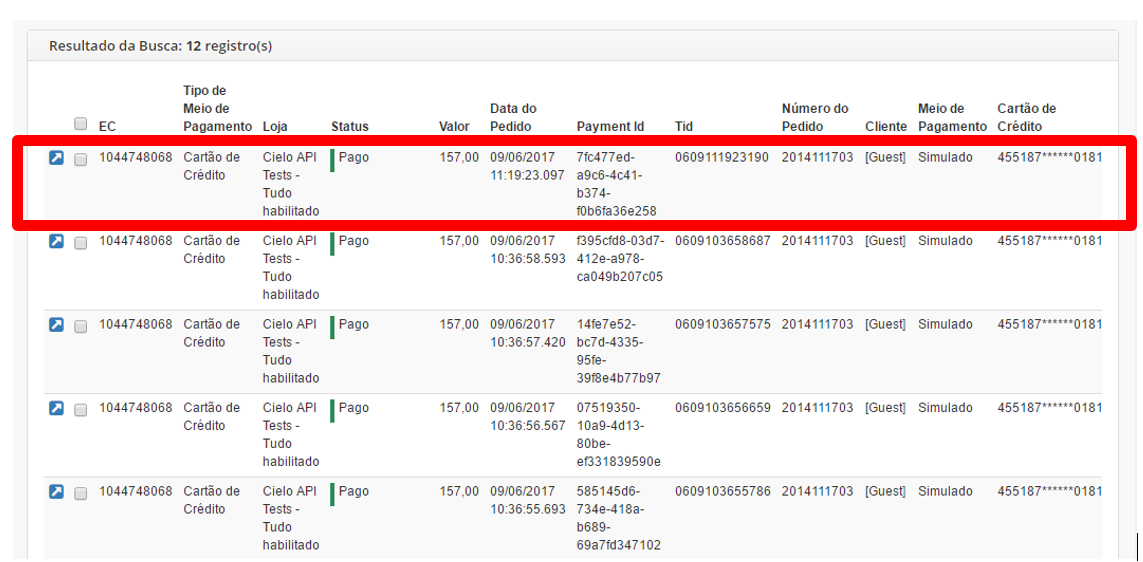 Resultado da Busca: 12 registro(s)
EC Tipo de Meio de Pagamento Loja Status Valor Data do Pedido Payment Id Tid Número do Pedido Cliente Meio de Pagamento Cartão de Crédito
1044748068 Cartão de Crédito Cielo API Tests - Tudo habilitado Pago 157,00 09/06/2017 11:19:23.097 7fc477ed-a9c6-4c41-b374-f0b6fa36e258 0609111923190 2014111703 [Guest] Simulado 455187******0181
1044748068 Cartão de Crédito Cielo API Tests - Tudo habilitado Pago 157,00 09/06/2017 10:36:58.593 f395cfd8-03d7-412e-a978-ca049b207c05 0609103658687 2014111703 [Guest] Simulado 455187******0181
1044748068 Cartão de Crédito Cielo API Tests - Tudo habilitado Pago 157,00 09/06/2017 10:36:57.420 14fe7e52-bc7d-4335-95fe-39f8e4b77b97 0609103657575 2014111703 [Guest] Simulado 455187******0181
1044748068 Cartão de Crédito Cielo API Tests - Tudo habilitado Pago 157,00 09/06/2017 10:36:56.567 07519350-10a9-4d13-80be-ef331839590e 0609103656659 2014111703 [Guest] Simulado 455187******0181
1044748068 Cartão de Crédito Cielo API Tests - Tudo habilitado Pago 157,00 09/06/2017 10:36:55.693 585145d6-734e-418a-b689-69a7fd347102 0609103655786 2014111703 [Guest] Simulado 455187******0181